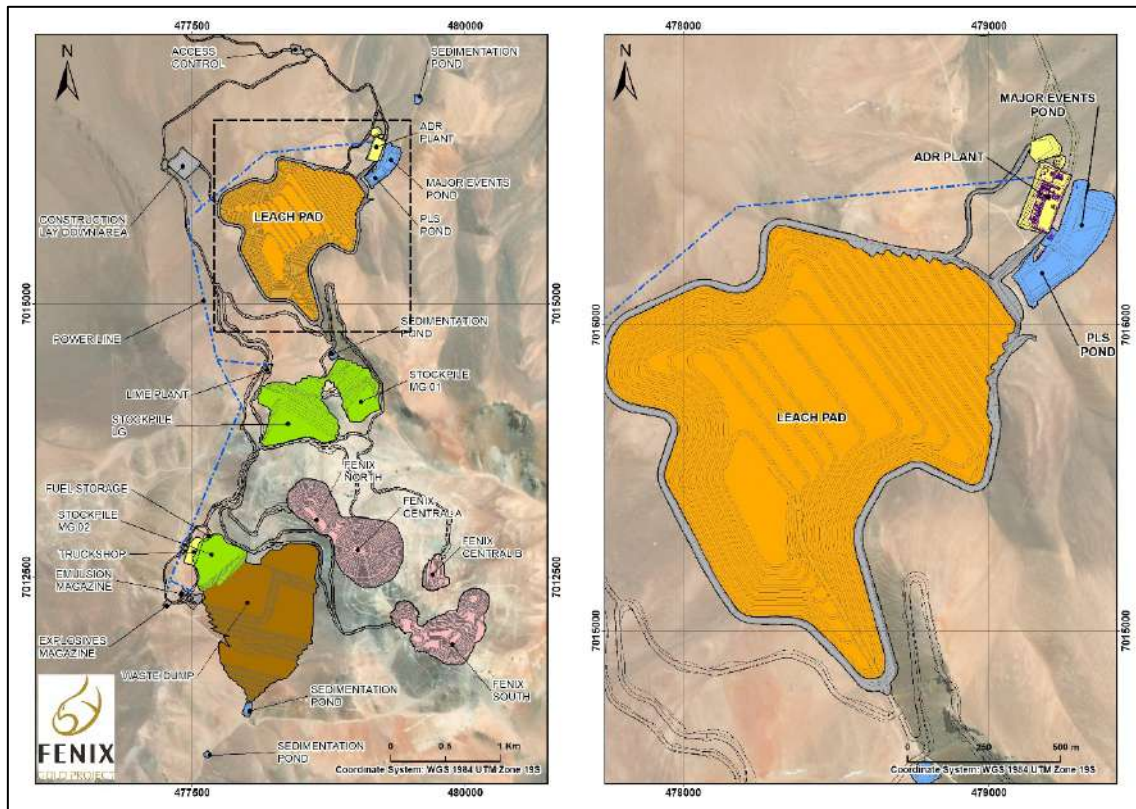 477500
480000
N
ACCESS
CONTROL
SEDIMENTATION
POND
ADR
PLANT
MAJOR EVENTS
POND
CONSTRUCTION
LAY DOWN AREA
LEACH PAD
PLS
POND
7015000
7015000
POWER LINE
SEDIMENTATION
POND
LIME PLANT
STOCKPILE
MG 01
STOCKPILE
LG
FENIX
NORTH
FUEL STORAGE
FENIX
CENTRAL A
STOCKPILE
MG 02
TRUCKSHOP
FENIX
CENTRAL B
EMULSION
MAGAZINE
7012500
7012500
EXPLOSIVES
MAGAZINE
WASTE DUMP
FENIX
SOUTH
SEDIMENTATION
POND
FENIX
GOLD PROJECT
SEDIMENTATION
POND
0 0.5 1 Km
Coordinate System: WGS 1984 UTM Zone 19S
477500
480000
478000
479000
N
MAJOR EVENTS
POND
ADR PLANT
7016000
7016000
PLS
POND
LEACH PAD
7015000
7015000
0 250 500 m
Coordinate System: WGS 1984 UTM Zone 19S
478000
479000